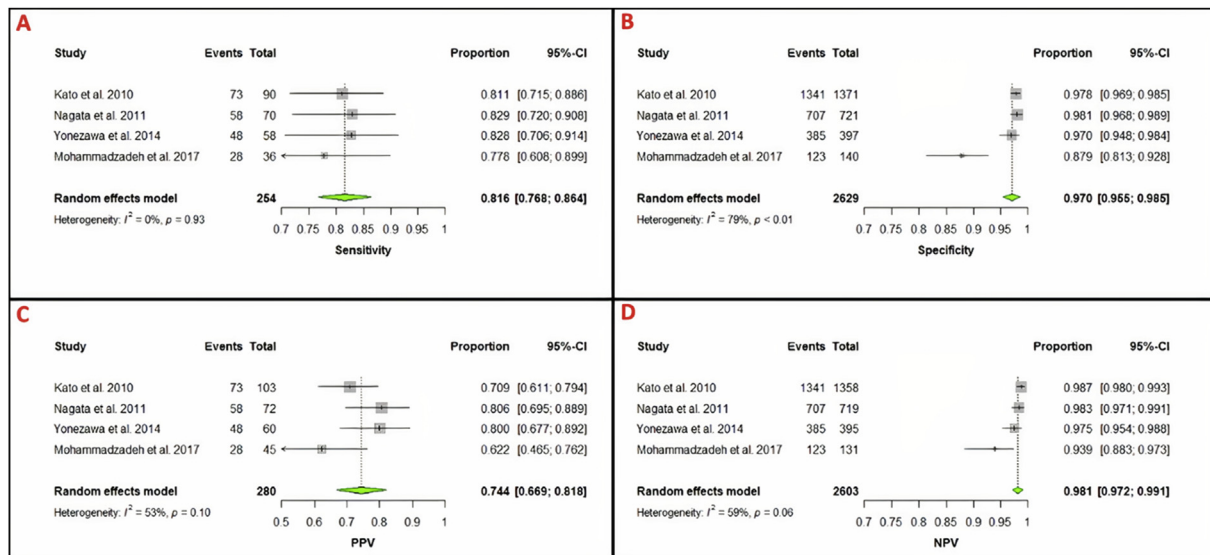 A
Study Events Total Proportion 95%-CI
Kato et al. 2010 73 90 0.811 [0.715; 0.886]
Nagata et al. 2011 58 70 0.829 [0.720; 0.908]
Yonezawa et al. 2014 48 58 0.828 [0.706; 0.914]
Mohammadzadeh et al. 2017 28 36 0.778 [0.608; 0.899]
Random effects model 254 0.816 [0.768; 0.864]
Heterogeneity: I² = 0%, p = 0.93
0.7 0.8 0.85 0.9 0.95 1
Sensitivity
B
Study Events Total Proportion 95%-CI
Kato et al. 2010 1341 1371 0.978 [0.969; 0.985]
Nagata et al. 2011 707 721 0.981 [0.968; 0.989]
Yonezawa et al. 2014 385 397 0.970 [0.948; 0.984]
Mohammadzadeh et al. 2017 123 140 0.879 [0.813; 0.928]
Random effects model 2629 0.970 [0.955; 0.985]
Heterogeneity: I² = 79%, p < 0.01
0.7 0.8 0.85 0.9 0.95 1
Specificity
C
Study Events Total Proportion 95%-CI
Kato et al. 2010 73 103 0.709 [0.611; 0.794]
Nagata et al. 2011 58 72 0.806 [0.695; 0.889]
Yonezawa et al. 2014 48 60 0.800 [0.677; 0.892]
Mohammadzadeh et al. 2017 28 45 0.622 [0.465; 0.762]
Random effects model 280 0.744 [0.669; 0.818]
Heterogeneity: I² = 53%, p = 0.10
0.5 0.6 0.7 0.8 0.9 1
PPV
D
Study Events Total Proportion 95%-CI
Kato et al. 2010 1341 1358 0.987 [0.980; 0.993]
Nagata et al. 2011 707 719 0.983 [0.971; 0.991]
Yonezawa et al. 2014 385 395 0.975 [0.954; 0.988]
Mohammadzadeh et al. 2017 123 131 0.939 [0.883; 0.973]
Random effects model 2603 0.981 [0.972; 0.991]
Heterogeneity: I² = 59%, p = 0.06
0.7 0.8 0.85 0.9 0.95 1
NPV